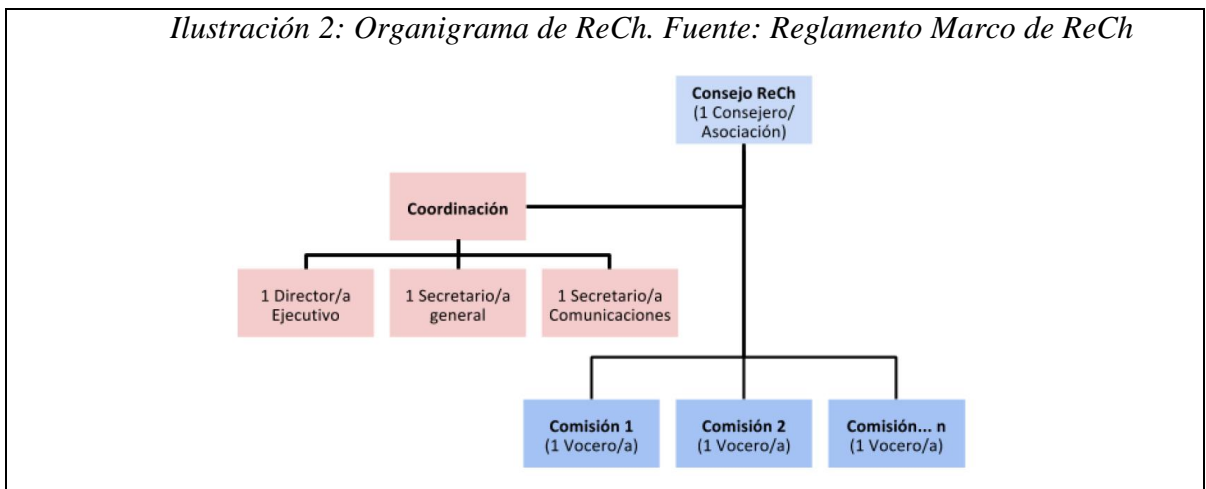 Ilustración 2: Organigrama de ReCh. Fuente: Reglamento Marco de ReCh
Consejo ReCh
(1 Consejero/
Asociación)
Coordinación
1 Director/a
Ejecutivo
1 Secretario/a
general
1 Secretario/a
Comunicaciones
Comisión 1
(1 Vocero/a)
Comisión 2
(1 Vocero/a)
Comisión... n
(1 Vocero/a)